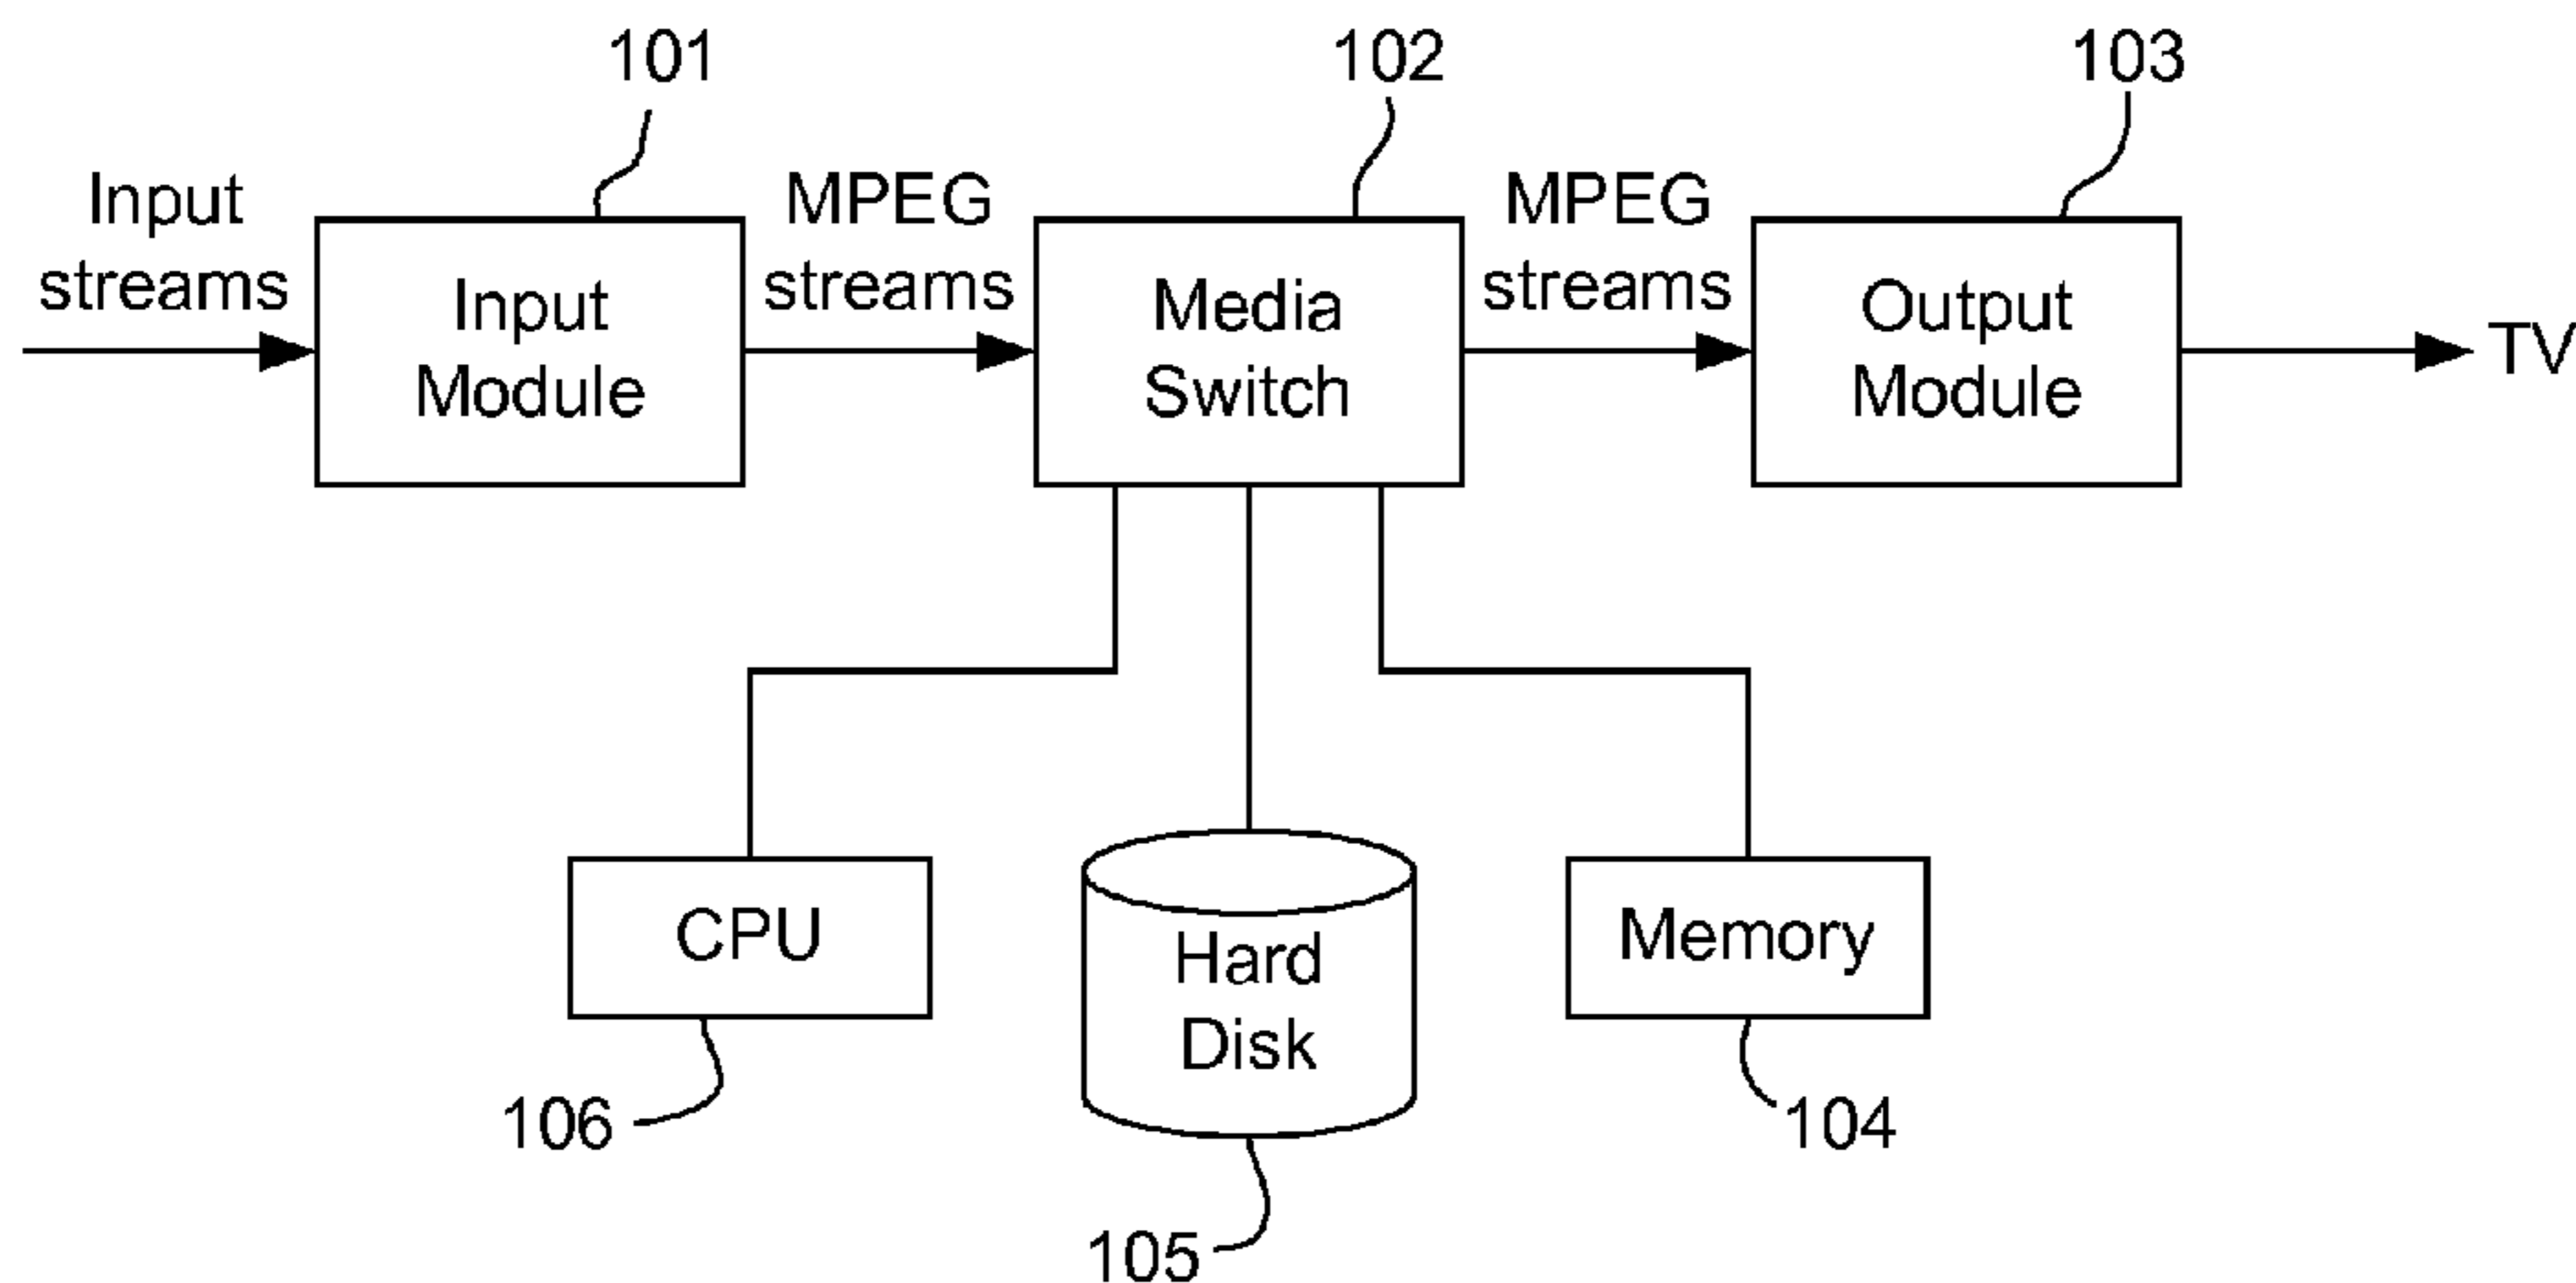 101
102
103
Input
streams
Input
Module
MPEG
streams
Media
Switch
MPEG
streams
Output
Module
TV
CPU
Hard
Disk
Memory
106
105
104